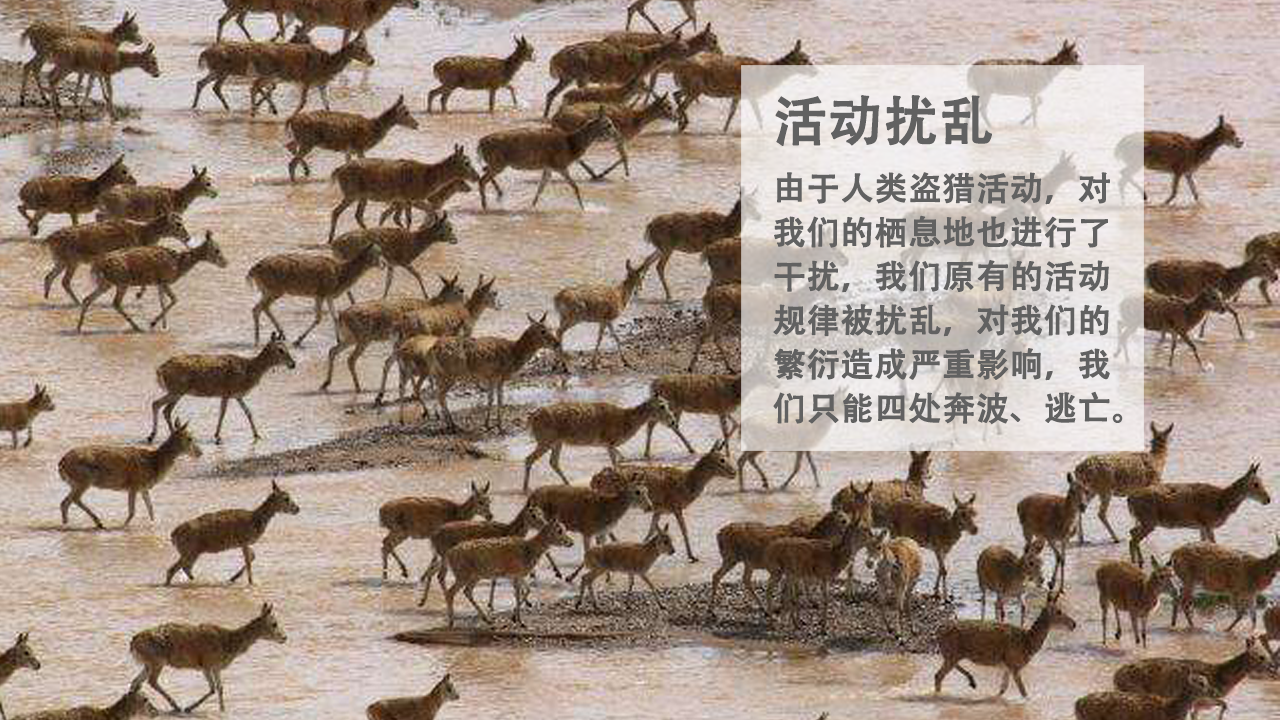 活动扰乱
由于人类盗猎活动，对
我们的栖息地也进行了
干扰，我们原有的活动
规律被扰乱，对我们的
繁衍造成严重影响，我
们只能四处奔波、逃亡。